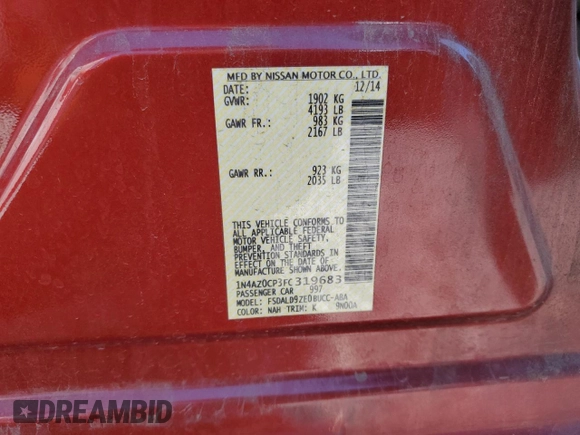 MFD BY NISSAN MOTOR CO., LTD.
DATE: 12/14
GVWR: 1902 KG
4193 LB
GAWR FR.: 983 KG
2167 LB
GAWR RR.: 923 KG
2035 LB
THIS VEHICLE CONFORMS TO
ALL APPLICABLE FEDERAL
MOTOR VEHICLE SAFETY,
BUMPER, AND THEFT
PREVENTION STANDARDS IN
EFFECT ON THE DATE OF
MANUFACTURE SHOWN ABOVE.
1N4AZ0CP3FC319683
PASSENGER CAR 997
MODEL: FSDALD9ZE0BUCC-ABA
COLOR: NAH TRIM: K 9N00A
DREAMBID